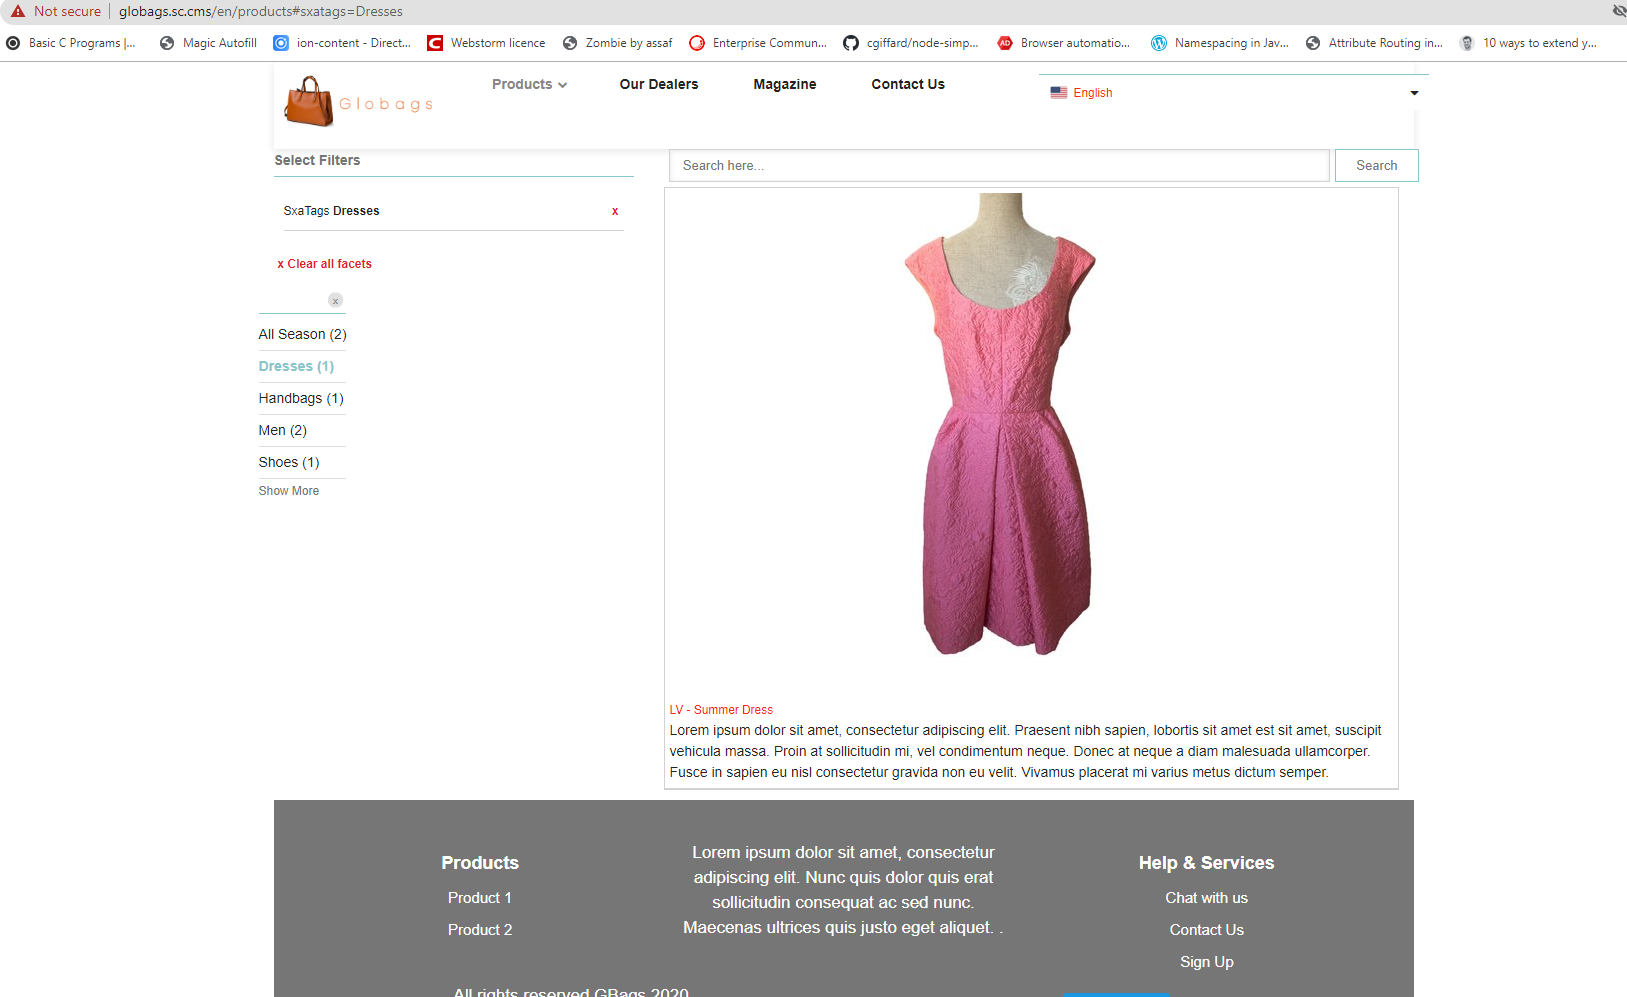 Not secure globags.sc.cms/en/products#sxatags=Dresses
Basic C Programs |... Magic Autofill ion-content - Direct... Webstorm licence Zombie by assaf Enterprise Commun... cgiffard/node-simp... Browser automatio... Namespacing in Jav... Attribute Routing in... 10 ways to extend y...
Globags Products Our Dealers Magazine Contact Us English
Select Filters
Search here... Search
SxaTags Dresses x
x Clear all facets
x
All Season (2)
Dresses (1)
Handbags (1)
Men (2)
Shoes (1)
Show More
LV - Summer Dress
Lorem ipsum dolor sit amet, consectetur adipiscing elit. Praesent nibh sapien, lobortis sit amet est sit amet, suscipit
vehicula massa. Proin at sollicitudin mi, vel condimentum neque. Donec at neque a diam malesuada ullamcorper.
Fusce in sapien eu nisl consectetur gravida non eu velit. Vivamus placerat mi varius metus dictum semper.
Products
Product 1
Product 2
Lorem ipsum dolor sit amet, consectetur
adipiscing elit. Nunc quis dolor quis erat
sollicitudin consequat ac sed nunc.
Maecenas ultrices quis justo eget aliquet. .
Help & Services
Chat with us
Contact Us
Sign Up
All rights reserved GBags 2020